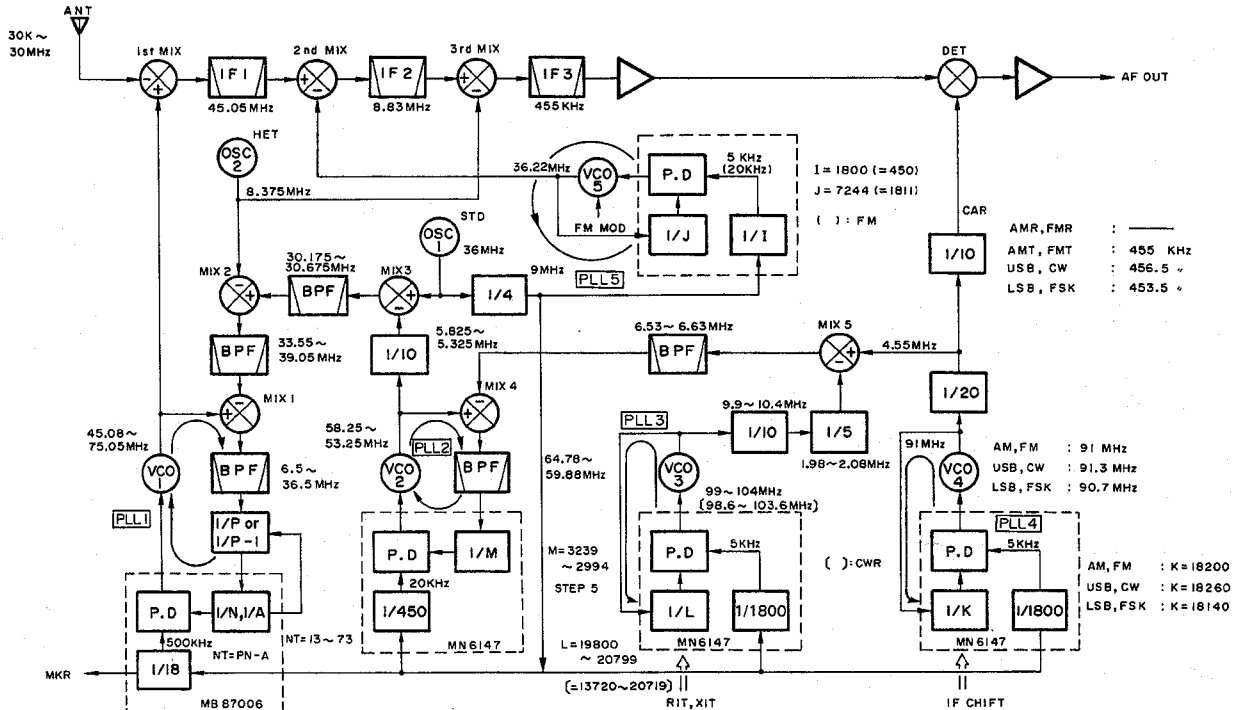 ANT
30K～
30MHz
1st MIX
2nd MIX
3rd MIX
DET
IF1
IF2
IF3
AF OUT
45.05MHz
8.83MHz
455KHz
HET
OSC
2
8.375MHz
36.22MHz
VCO
5
P.D
5 KHz
(20KHz)
I=1800 (=450)
J=7244 (=1811)
( ): FM
FM MOD
1/J
1/I
PLL5
STD
OSC
1
36MHz
CAR
1/10
AMR, FMR : ———
AMT, FMT : 455 KHz
USB, CW : 456.5 〃
LSB, FSK : 453.5 〃
30.175～
30.675MHz
MIX2
BPF
MIX3
1/4
9MHz
BPF
33.55～
39.05MHz
1/10
5.825～
5.325MHz
6.53～6.63MHz
BPF
MIX 5
4.55MHz
MIX1
MIX 4
1/20
45.08～
75.05MHz
VCO
1
PLL1
BPF
6.5～
36.5MHz
58.25～
53.25MHz
PLL2
VCO
2
BPF
64.78～
59.88MHz
PLL3
9.9～10.4MHz
1/10
1/5
1.98～2.08MHz
VCO
3
99～104MHz
(98.6～103.6MHz)
91MHz
VCO
4
AM, FM : 91 MHz
USB, CW : 91.3 MHz
LSB, FSK : 90.7 MHz
PLL4
1/P or
1/P-1
P.D
1/N,1/A
500KHz
NT=13～73
NT=PN-A
1/18
MKR
MB 87006
P.D
1/M
20KHz
1/450
MN6147
M=3239
～2994
STEP 5
P.D
5KHz
1/L
1/1800
MN6147
( ):CWR
L=19800
～20799
(=13720～20719)
RIT, XIT
P.D
5KHz
1/K
1/1800
MN6147
IF CHIFT
AM, FM : K=18200
USB, CW : K=18260
LSB, FSK : K=18140